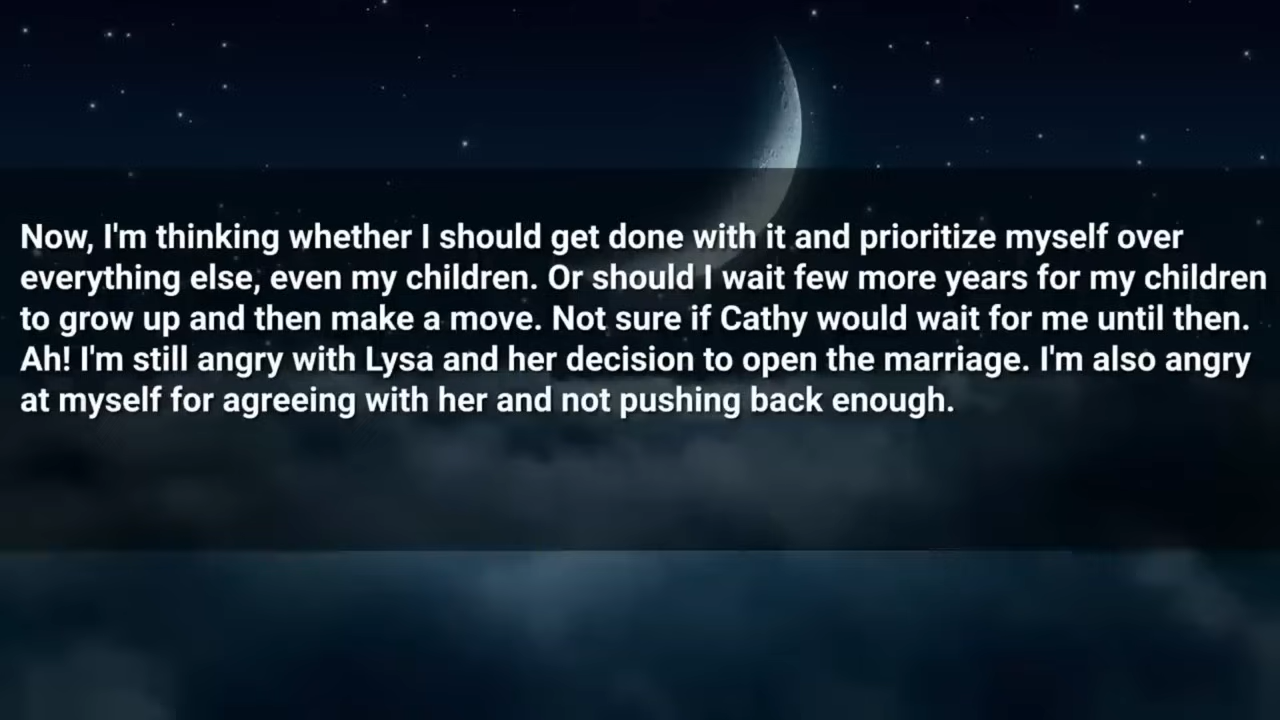 Now, I'm thinking whether I should get done with it and prioritize myself over
everything else, even my children. Or should I wait few more years for my children
to grow up and then make a move. Not sure if Cathy would wait for me until then.
Ah! I'm still angry with Lysa and her decision to open the marriage. I'm also angry
at myself for agreeing with her and not pushing back enough.